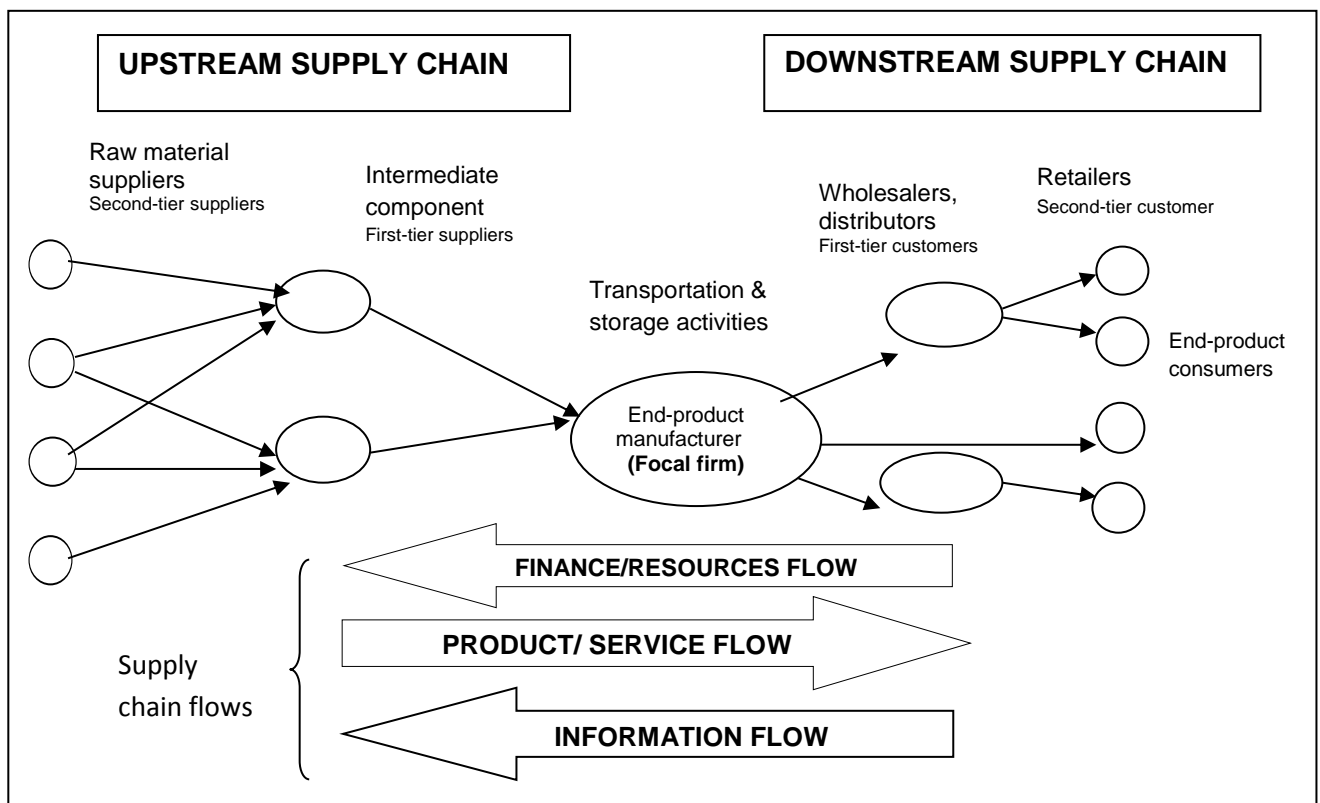 UPSTREAM SUPPLY CHAIN
DOWNSTREAM SUPPLY CHAIN
Raw material
suppliers
Second-tier suppliers
Intermediate
component
First-tier suppliers
Transportation &
storage activities
Wholesalers,
distributors
First-tier customers
Retailers
Second-tier customer
End-product
consumers
End-product
manufacturer
(Focal firm)
FINANCE/RESOURCES FLOW
PRODUCT/ SERVICE FLOW
INFORMATION FLOW
Supply
chain flows